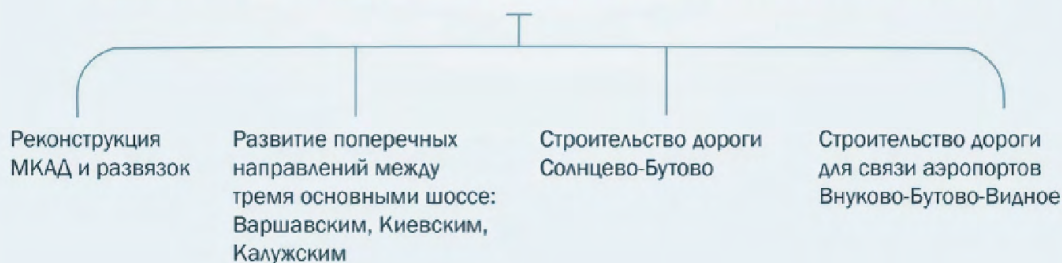 Реконструкция
МКАД и развязок
Развитие поперечных
направлений между
тремя основными шоссе:
Варшавским, Киевским,
Калужским
Строительство дороги
Солнцево-Бутово
Строительство дороги
для связи аэропортов
Внуково-Бутово-Видное